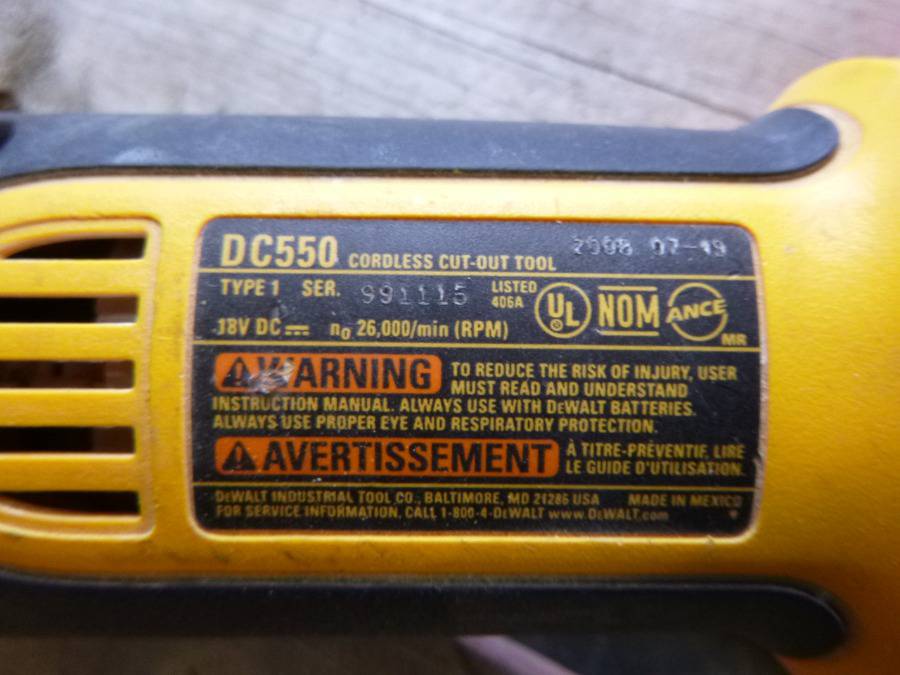 DC550 CORDLESS CUT-OUT TOOL 2008 07-49
TYPE 1 SER. 991115 LISTED 406A UL NOM ANCE MR
18V DC n₀ 26,000/min (RPM)
WARNING TO REDUCE THE RISK OF INJURY, USER
MUST READ AND UNDERSTAND
INSTRUCTION MANUAL. ALWAYS USE WITH DEWALT BATTERIES.
ALWAYS USE PROPER EYE AND RESPIRATORY PROTECTION.
AVERTISSEMENT À TITRE-PRÉVENTIF, LIRE
LE GUIDE D'UTILISATION.
DEWALT INDUSTRIAL TOOL CO., BALTIMORE, MD 21286 USA MADE IN MEXICO
FOR SERVICE INFORMATION, CALL 1-800-4-DEWALT www.DEWALT.com